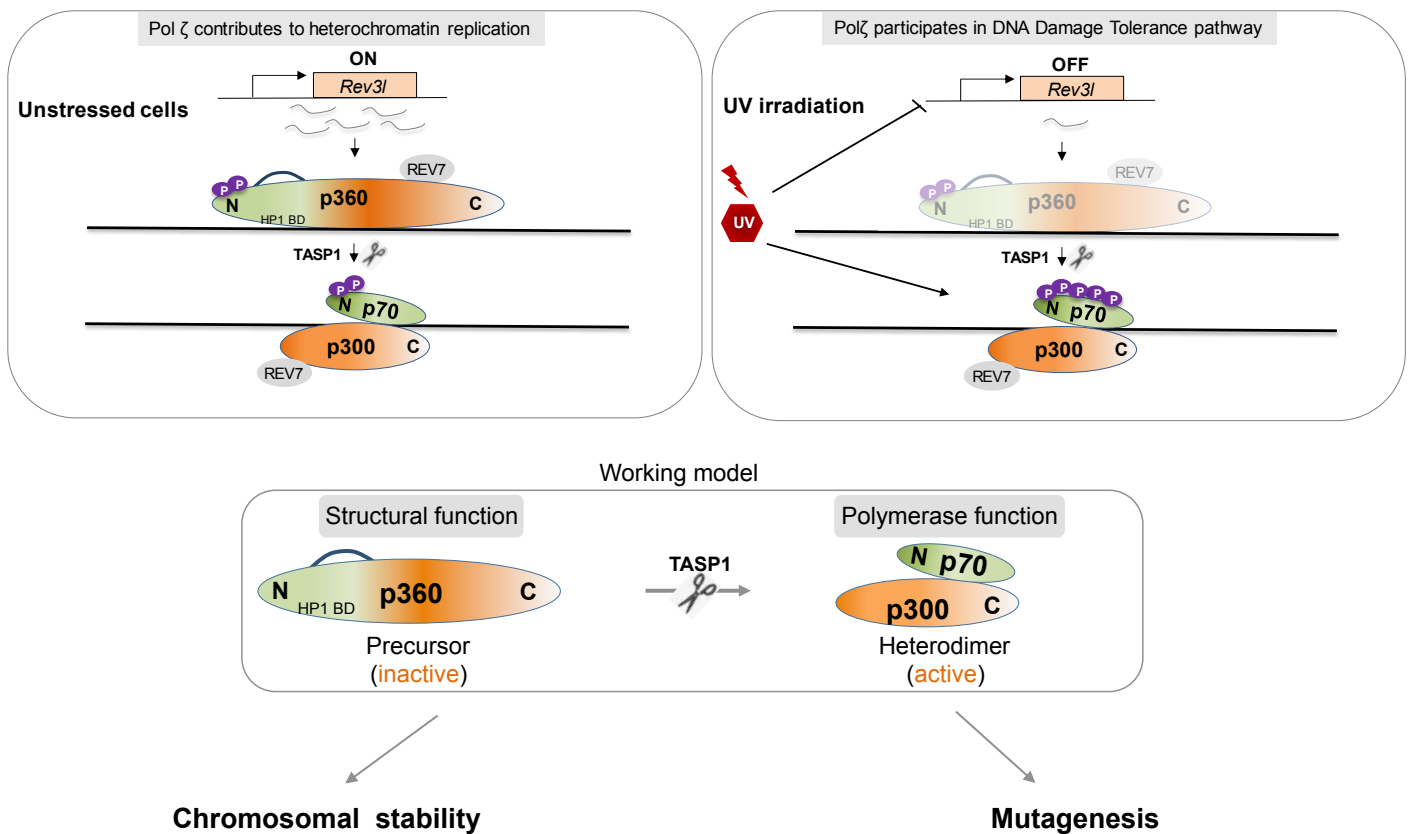 Pol ζ contributes to heterochromatin replication
ON
Rev3l
Unstressed cells
REV7
P P
N
p360
C
HP1 BD
TASP1
P P
N p70
p300 C
REV7
Polζ participates in DNA Damage Tolerance pathway
OFF
Rev3l
UV irradiation
REV7
P P
N
p360
C
HP1 BD
UV
TASP1
P P P P P
N p70
p300 C
REV7
Working model
Structural function
Polymerase function
N p360 C
HP1 BD
TASP1
N p70
p300 C
Precursor
(inactive)
Heterodimer
(active)
Chromosomal stability
Mutagenesis